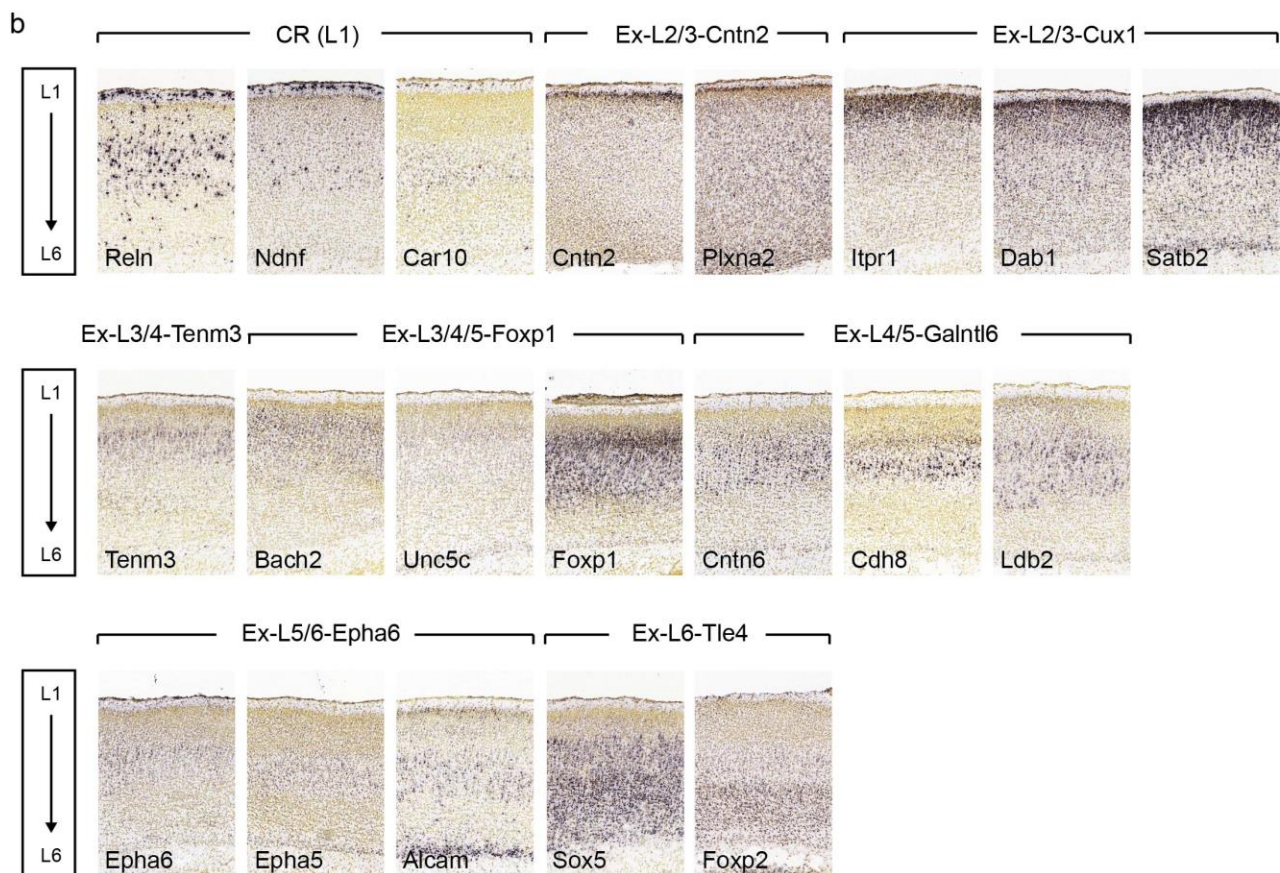 b
CR (L1) Ex-L2/3-Cntn2 Ex-L2/3-Cux1
L1
L6
Reln Ndnf Car10 Cntn2 Plxna2 Itpr1 Dab1 Satb2
Ex-L3/4-Tenm3 Ex-L3/4/5-Foxp1 Ex-L4/5-Galntl6
L1
L6
Tenm3 Bach2 Unc5c Foxp1 Cntn6 Cdh8 Ldb2
Ex-L5/6-Epha6 Ex-L6-Tle4
L1
L6
Epha6 Epha5 Alcam Sox5 Foxp2